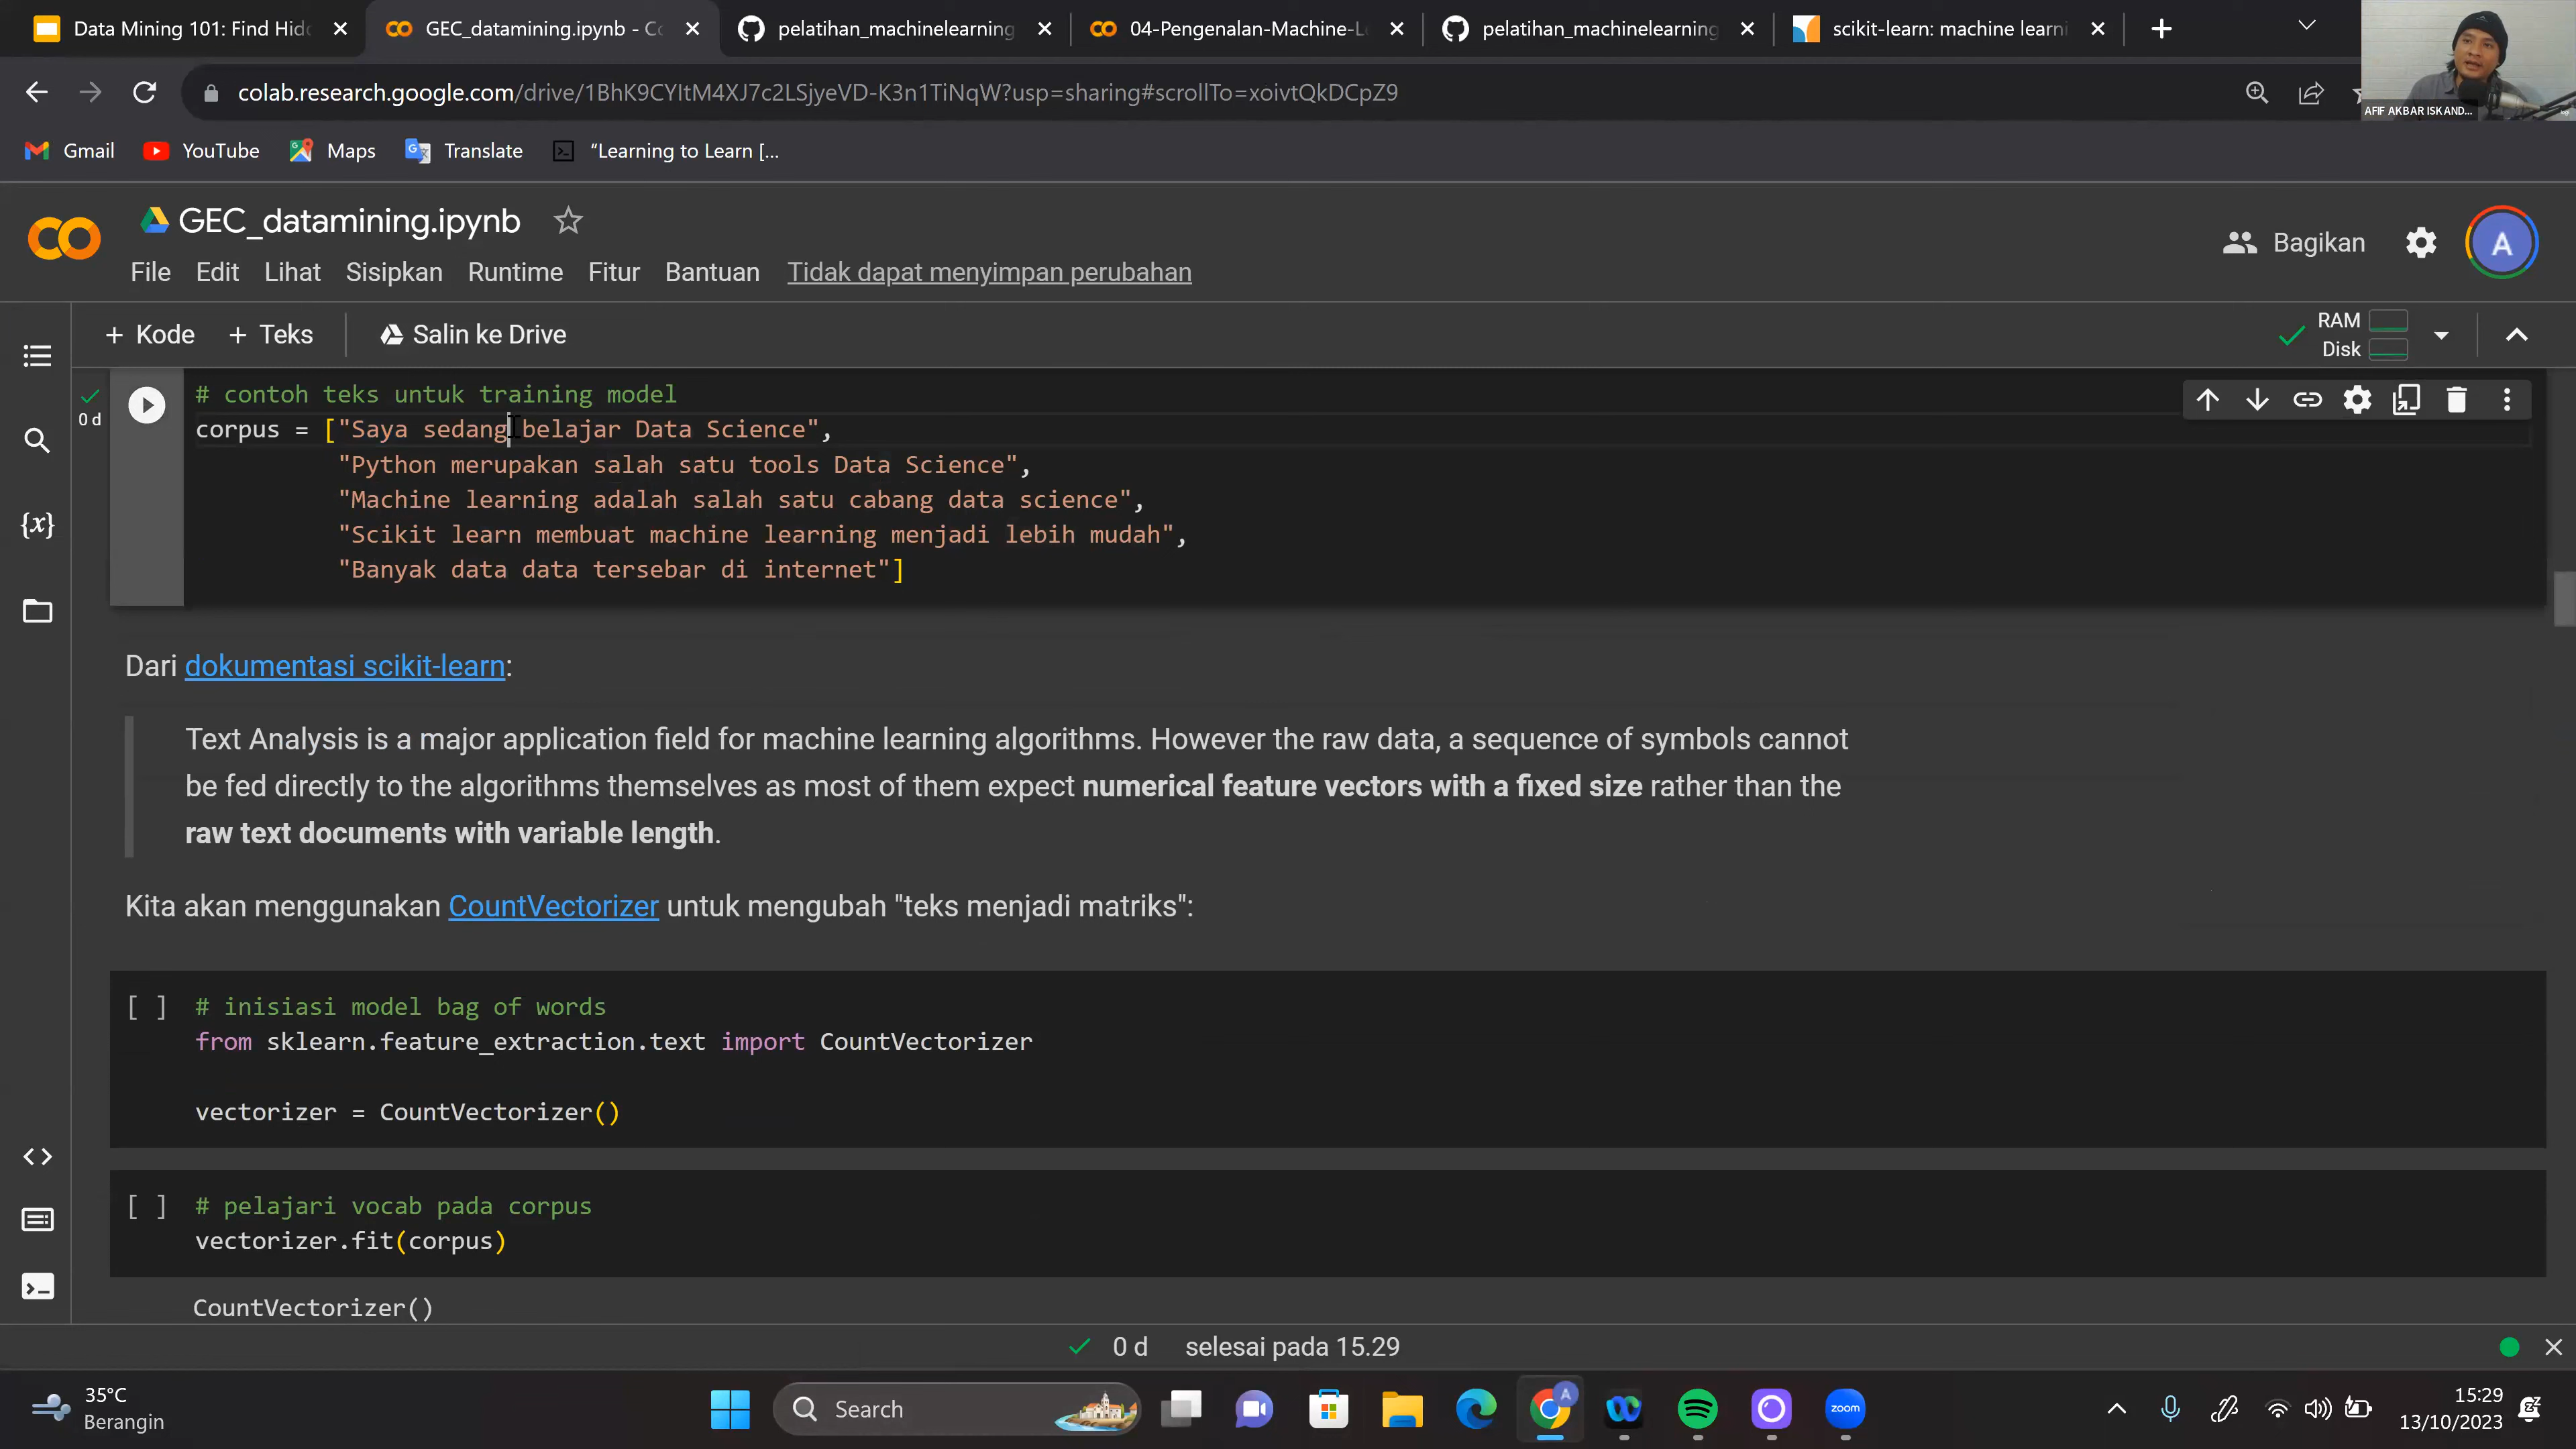 Data Mining 101: Find Hid
GEC_datamining.ipynb - Co
pelatihan_machinelearning
04-Pengenalan-Machine-Le
pelatihan_machinelearning
scikit-learn: machine learni
colab.research.google.com/drive/1BhK9CYItM4XJ7c2LSjyeVD-K3n1TiNqW?usp=sharing#scrollTo=xoivtQkDCpZ9
AFIF AKBAR ISKAND...
Gmail
YouTube
Maps
Translate
"Learning to Learn [...
GEC_datamining.ipynb
Bagikan
A
File Edit Lihat Sisipkan Runtime Fitur Bantuan Tidak dapat menyimpan perubahan
+ Kode + Teks Salin ke Drive
RAM
Disk
0 d
# contoh teks untuk training model
corpus = ["Saya sedang belajar Data Science",
"Python merupakan salah satu tools Data Science",
"Machine learning adalah salah satu cabang data science",
"Scikit learn membuat machine learning menjadi lebih mudah",
"Banyak data data tersebar di internet"]
{x}
Dari dokumentasi scikit-learn:
Text Analysis is a major application field for machine learning algorithms. However the raw data, a sequence of symbols cannot
be fed directly to the algorithms themselves as most of them expect numerical feature vectors with a fixed size rather than the
raw text documents with variable length.
Kita akan menggunakan CountVectorizer untuk mengubah "teks menjadi matriks":
[ ] # inisiasi model bag of words
from sklearn.feature_extraction.text import CountVectorizer
vectorizer = CountVectorizer()
[ ] # pelajari vocab pada corpus
vectorizer.fit(corpus)
CountVectorizer()
0 d selesai pada 15.29
35°C
Berangin
Search
A
zoom
15:29
13/10/2023